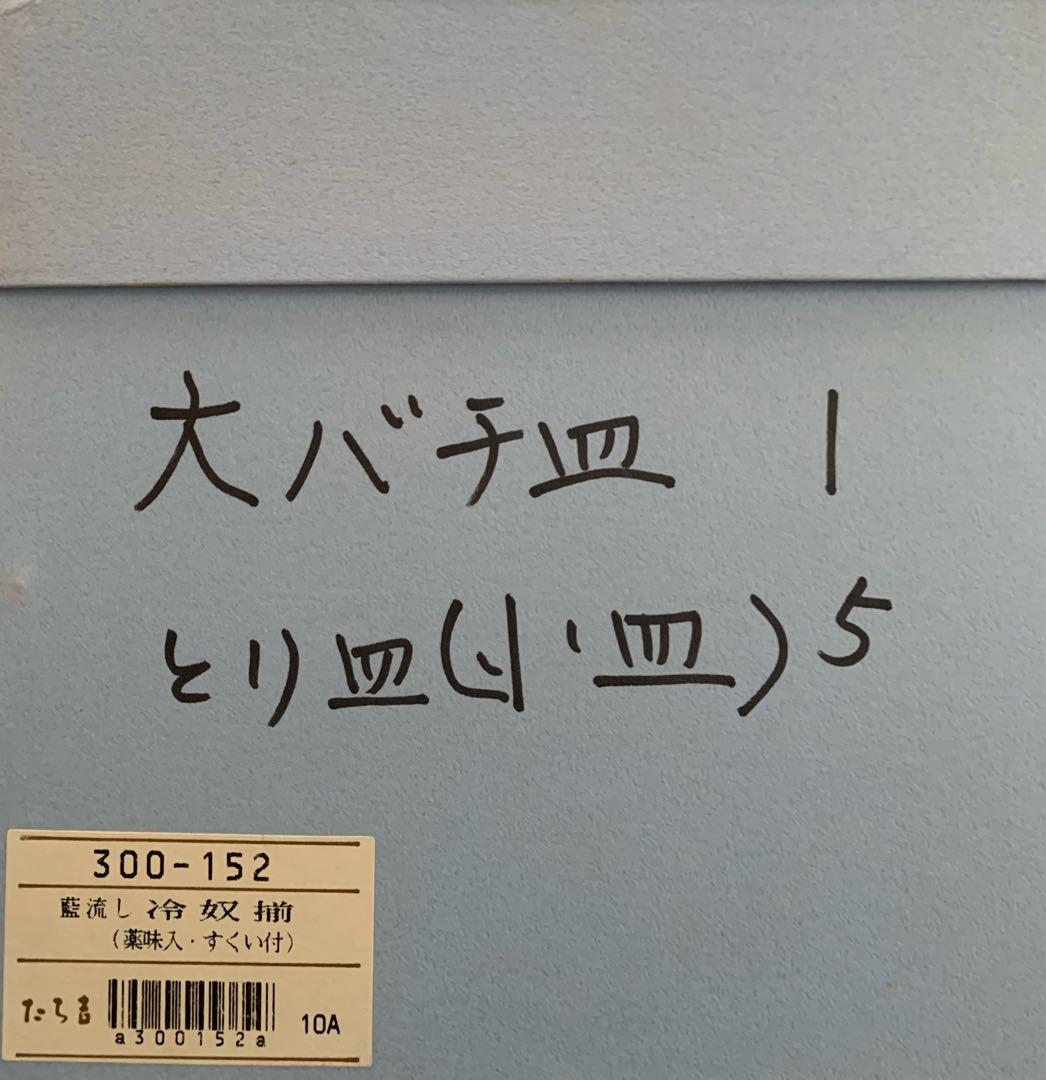 大バチ皿 1
とり皿(小皿)5
300-152
藍流し 冷奴揃
(薬味入・すくい付)
たち吉
a300152a
10A